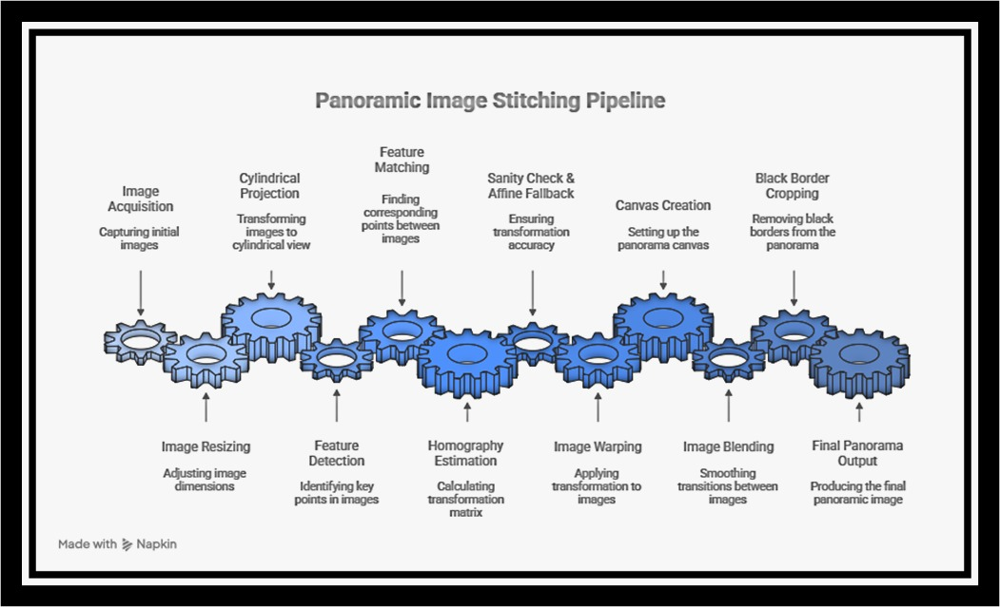 Panoramic Image Stitching Pipeline
Image
Acquisition
Capturing initial
images
Image Resizing
Adjusting image
dimensions
Cylindrical
Projection
Transforming
images to
cylindrical view
Feature
Detection
Identifying key
points in images
Feature
Matching
Finding
corresponding
points between
images
Homography
Estimation
Calculating
transformation
matrix
Sanity Check &
Affine Fallback
Ensuring
transformation
accuracy
Image Warping
Applying
transformation to
images
Canvas Creation
Setting up the
panorama canvas
Image Blending
Smoothing
transitions between
images
Black Border
Cropping
Removing black
borders from the
panorama
Final Panorama
Output
Producing the final
panoramic image
Made with Napkin